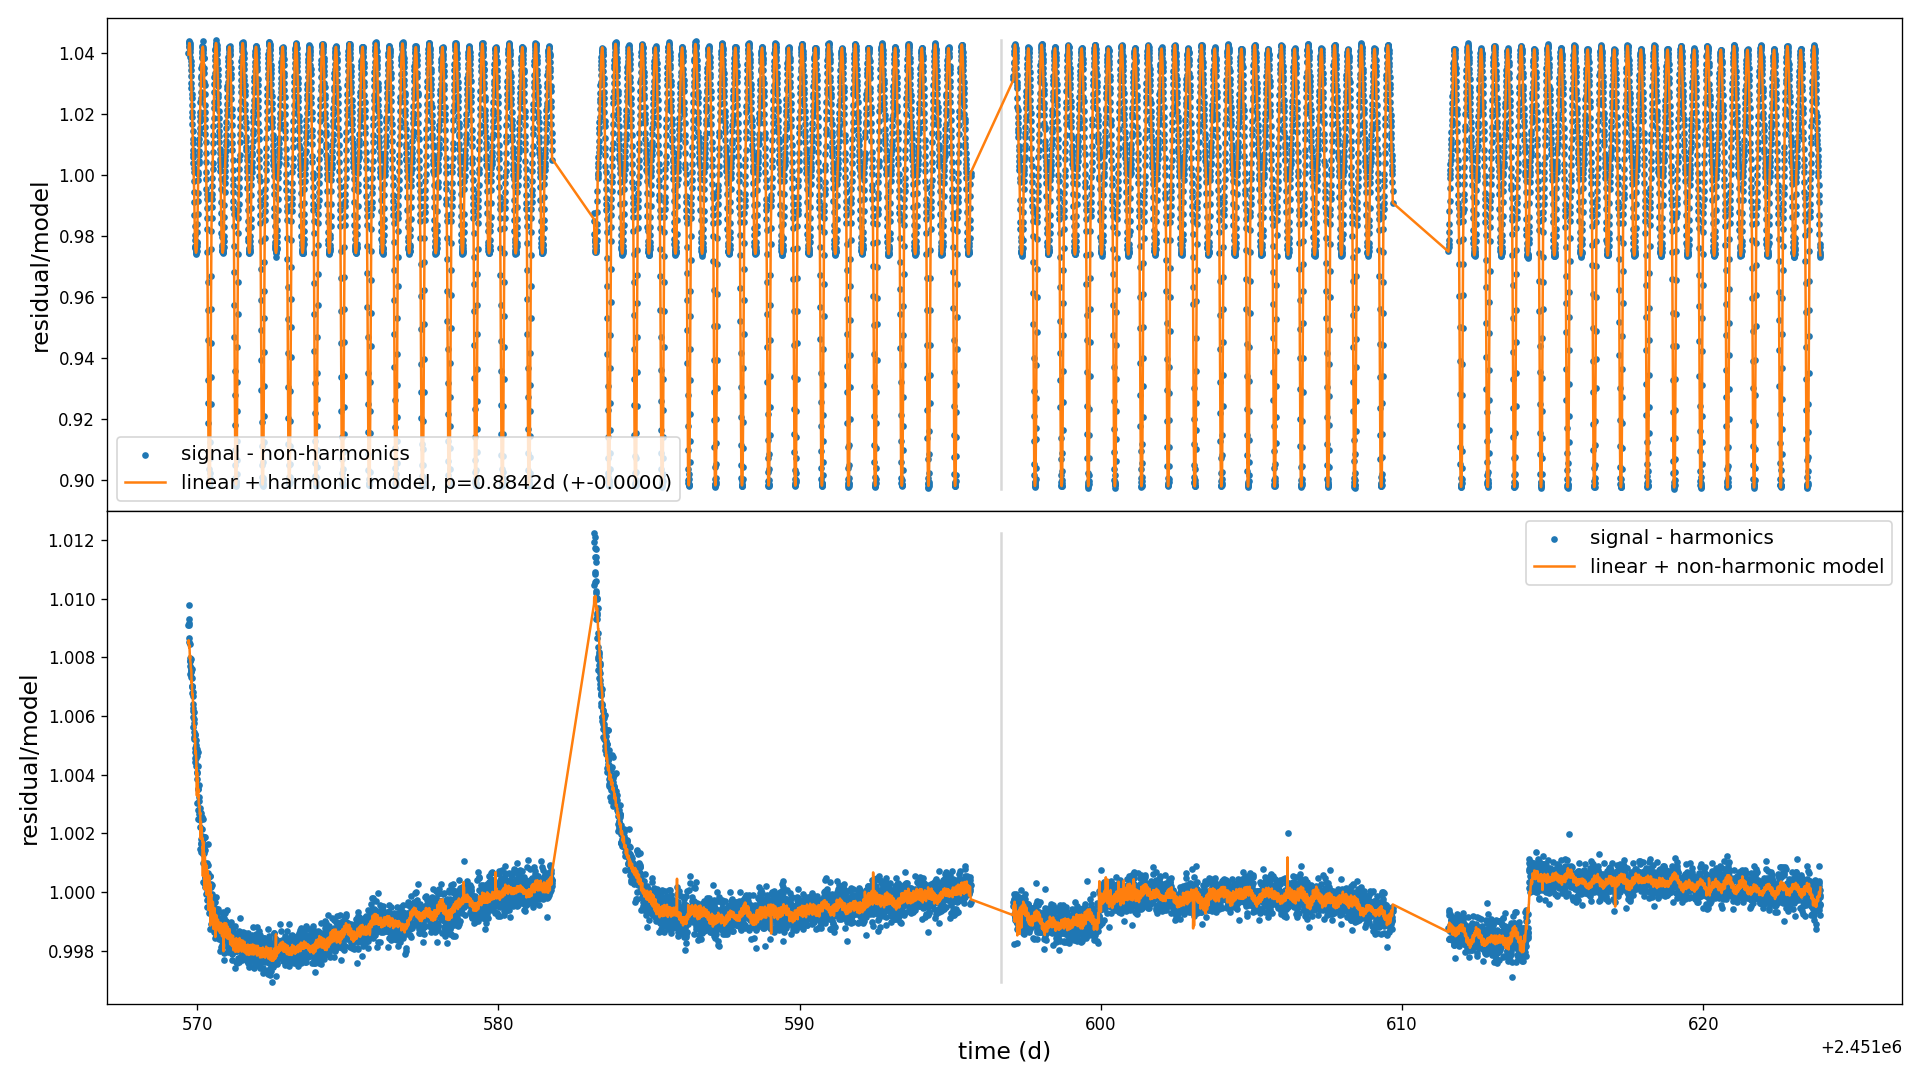 1.04
1.02
1.00
0.98
0.96
0.94
0.92
0.90
residual/model
signal - non-harmonics
linear + harmonic model, p=0.8842d (+-0.0000)
1.012
1.010
1.008
1.006
1.004
1.002
1.000
0.998
residual/model
signal - harmonics
linear + non-harmonic model
570 580 590 600 610 620
time (d)
+2.451e6